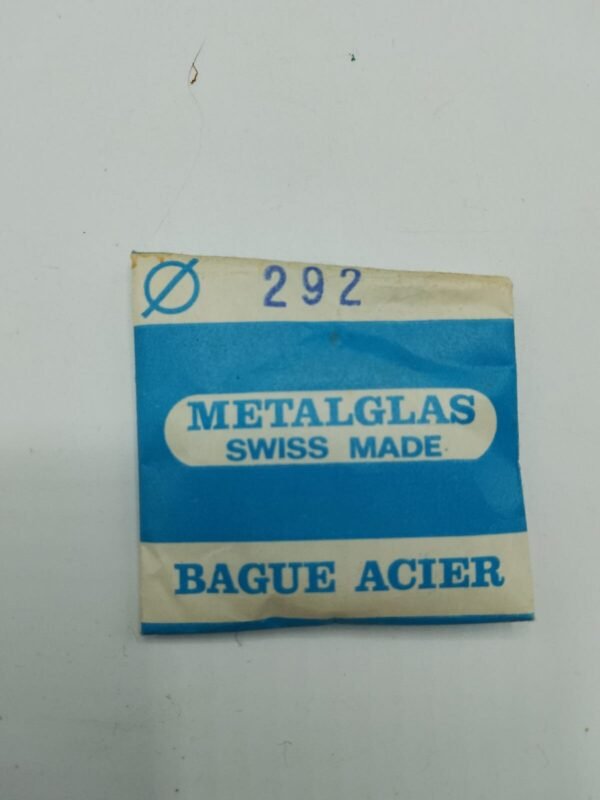 Ø 292
METALGLAS
SWISS MADE
BAGUE ACIER